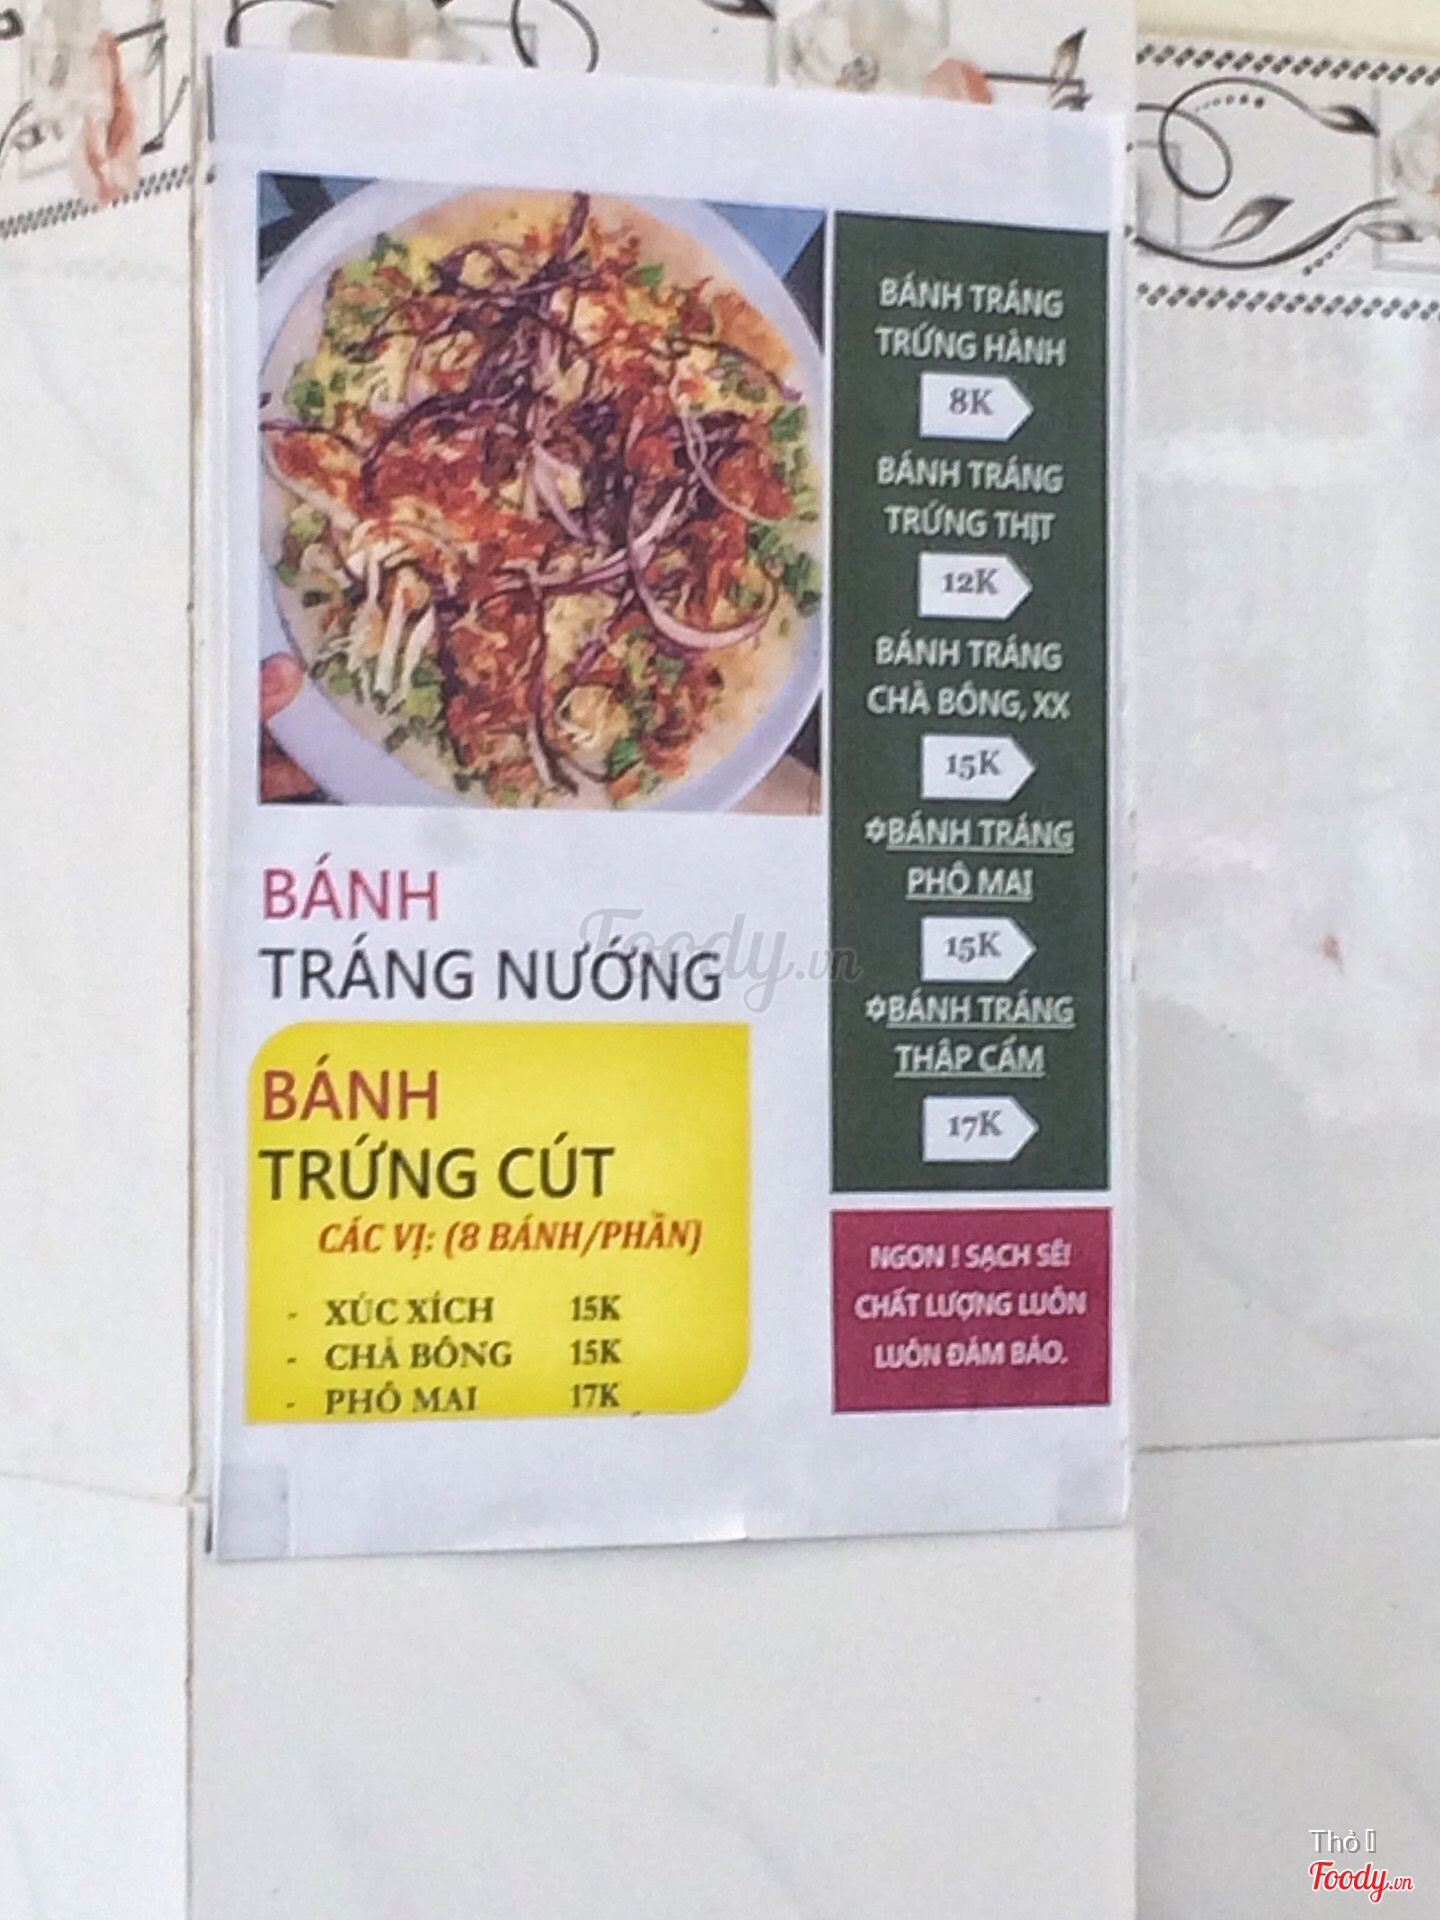 BÁNH
TRÁNG NƯỚNG
BÁNH
TRỨNG CÚT
CÁC VỊ: (8 BÁNH/PHẦN)
- XÚC XÍCH 15K
- CHÀ BÔNG 15K
- PHÔ MAI 17K
BÁNH TRÁNG
TRỨNG HÀNH
8K
BÁNH TRÁNG
TRỨNG THỊT
12K
BÁNH TRÁNG
CHÀ BÔNG, XX
15K
✡BÁNH TRÁNG
PHÔ MAI
15K
✡BÁNH TRÁNG
THẬP CẨM
17K
NGON ! SẠCH SẼ!
CHẤT LƯỢNG LUÔN
LUÔN ĐẢM BẢO.
Foody.vn
Thỏ
Foody.vn